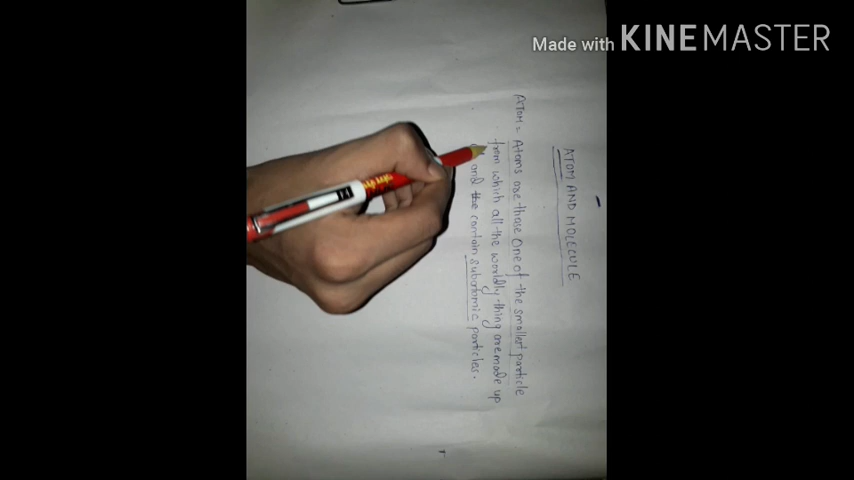 Made with KINEMASTER
ATOM AND MOLECULE
ATOM = Atoms are those One of the smallest particle
from which all the worldly thing are made up
and the contain subatomic particles.